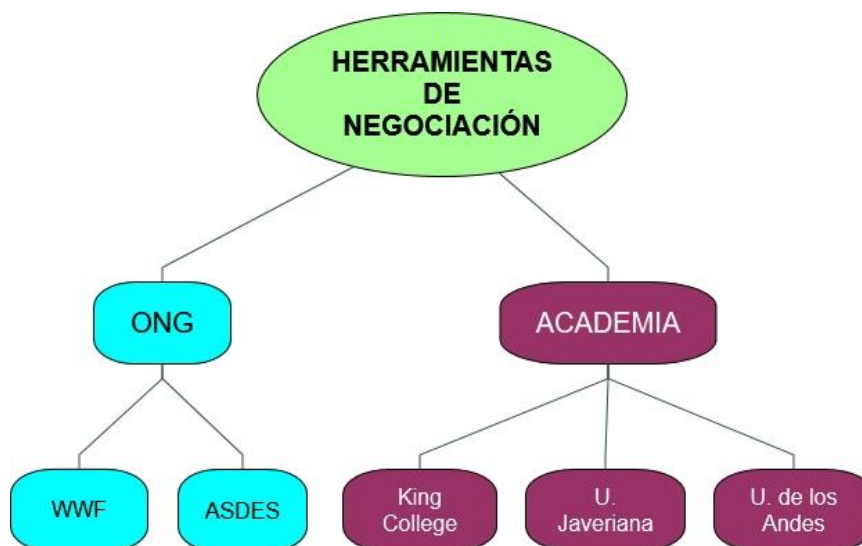 HERRAMIENTAS
DE
NEGOCIACIÓN
ONG
ACADEMIA
WWF
ASDES
King
College
U.
Javeriana
U. de los
Andes